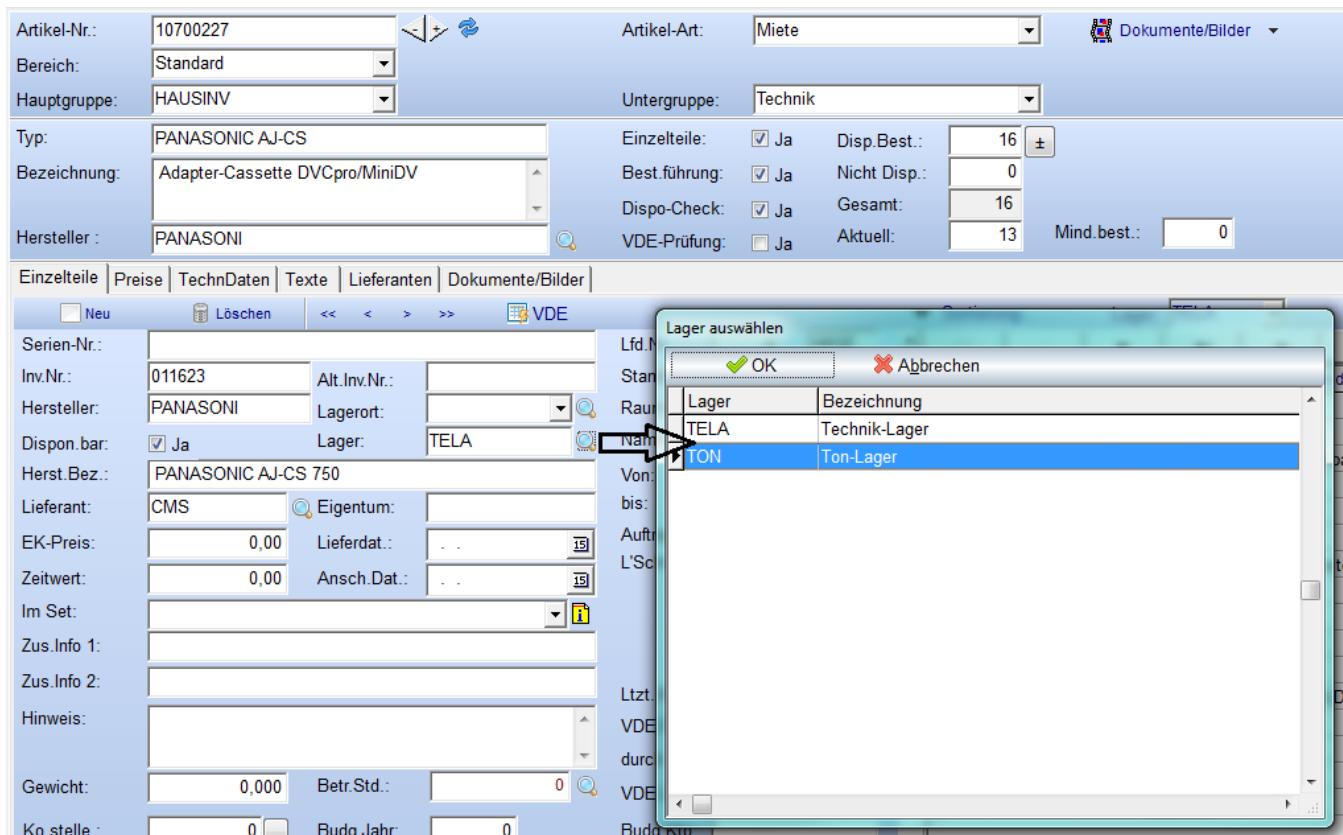 Artikel-Nr.: 10700227 - + Artikel-Art: Miete Dokumente/Bilder
Bereich: Standard
Hauptgruppe: HAUSINV Untergruppe: Technik
Typ: PANASONIC AJ-CS Einzelteile: Ja Disp.Best.: 16 ±
Bezeichnung: Adapter-Cassette DVCpro/MiniDV Best.führung: Ja Nicht Disp.: 0
Dispo-Check: Ja Gesamt: 16
Hersteller : PANASONI VDE-Prüfung: Ja Aktuell: 13 Mind.best.: 0
Einzelteile Preise TechnDaten Texte Lieferanten Dokumente/Bilder
Neu Löschen << < > >> VDE
Lager auswählen
Serien-Nr.:
OK Abbrechen
Inv.Nr.: 011623 Alt.Inv.Nr.:
Lager Bezeichnung
Hersteller: PANASONI Lagerort:
TELA Technik-Lager
Dispon.bar: Ja Lager: TELA
TON Ton-Lager
Herst.Bez.: PANASONIC AJ-CS 750 Von:
Lieferant: CMS Eigentum: bis:
EK-Preis: 0,00 Lieferdat.: . . 15
Zeitwert: 0,00 Ansch.Dat.: . . 15
Im Set:
Zus.Info 1:
Zus.Info 2:
Hinweis: VDE
Gewicht: 0,000 Betr.Std.: 0 VDE
Ko.stelle : 0 Budg.Jahr: 0